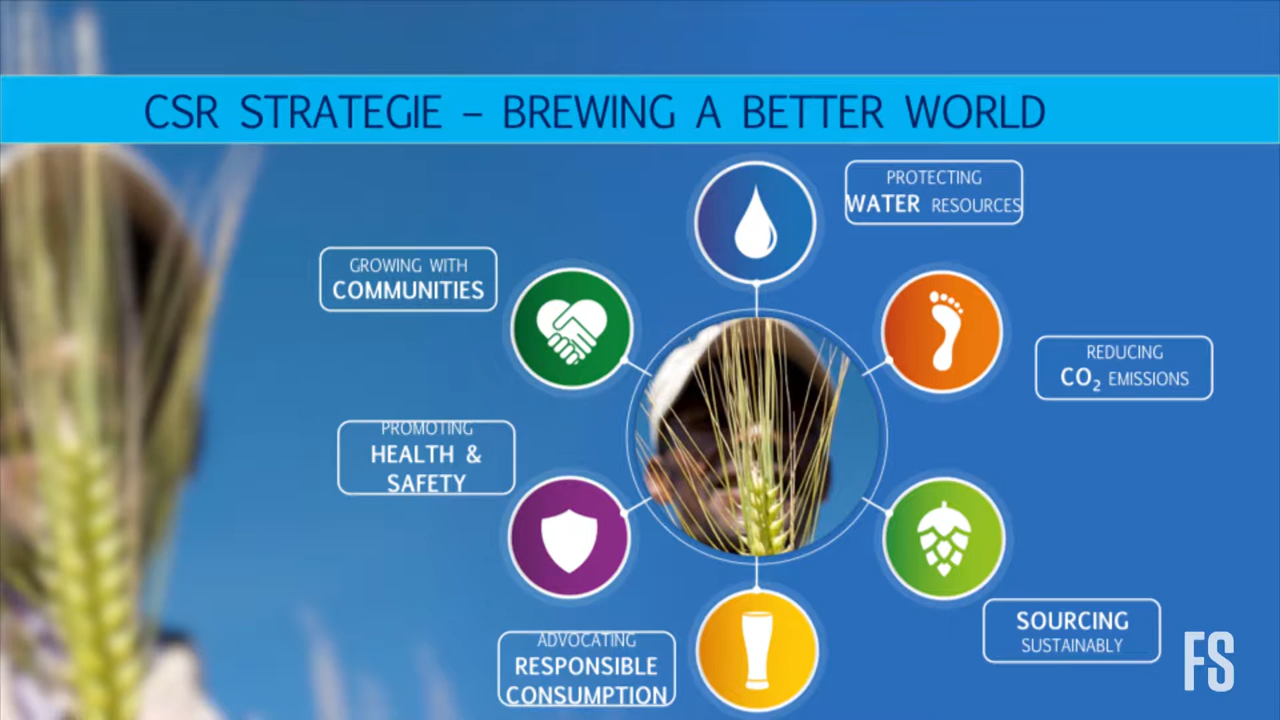 CSR STRATEGIE – BREWING A BETTER WORLD
PROTECTING
WATER RESOURCES
GROWING WITH
COMMUNITIES
REDUCING
CO₂ EMISSIONS
PROMOTING
HEALTH &
SAFETY
SOURCING
SUSTAINABLY
ADVOCATING
RESPONSIBLE
CONSUMPTION
FS